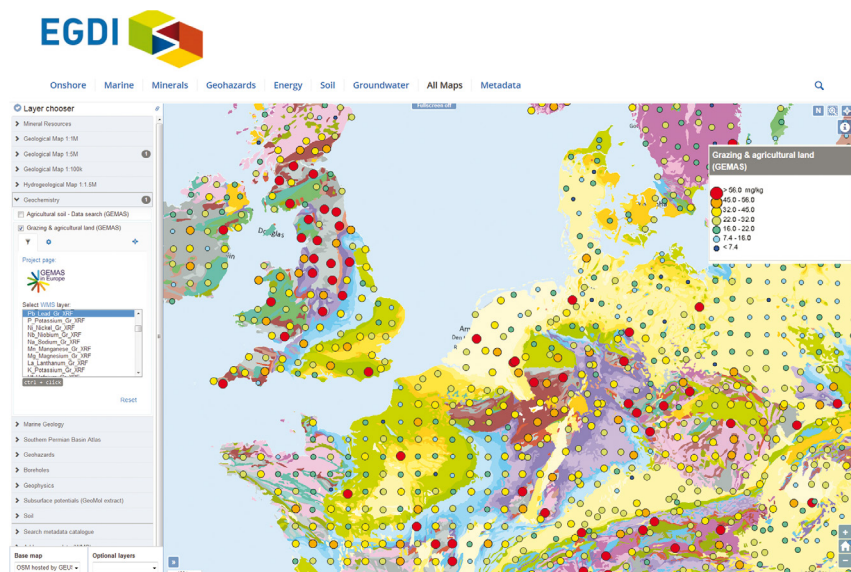 EGDI
Onshore Marine Minerals Geohazards Energy Soil Groundwater All Maps Metadata
Layer chooser
Fullscreen off
N
Mineral Resources
Geological Map 1:1M
Geological Map 1:5M 1
Geological Map 1:100k
Hydrogeological Map 1:1.5M
Geochemistry 1
Agricultural soil - Data search (GEMAS)
Grazing & agricultural land (GEMAS)
Project page:
GEMAS
in Europe
Select WMS layer:
Pb_Lead_Gr_XRF
P_Potassium_Gr_XRF
Ni_Nickel_Gr_XRF
Nb_Niobium_Gr_XRF
Na_Sodium_Gr_XRF
Mn_Manganese_Gr_XRF
Mg_Magnesium_Gr_XRF
La_Lanthanum_Gr_XRF
K_Potassium_Gr_XRF
ctrl + click
Reset
Marine Geology
Southern Permian Basin Atlas
Geohazards
Boreholes
Geophysics
Subsurface potentials (GeoMol extract)
Soil
Search metadata catalogue
Base map Optional layers
OSM hosted by GEU
Grazing & agricultural land
(GEMAS)
> 56.0 mg/kg
45.0 - 56.0
32.0 - 45.0
22.0 - 32.0
16.0 - 22.0
7.4 - 16.0
< 7.4
Douglas